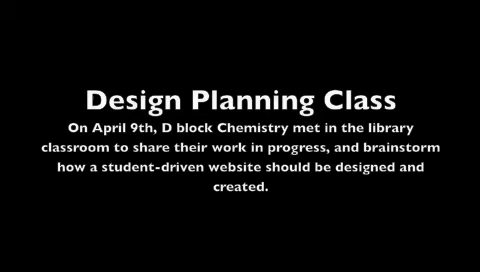 Design Planning Class
On April 9th, D block Chemistry met in the library
classroom to share their work in progress, and brainstorm
how a student-driven website should be designed and
created.